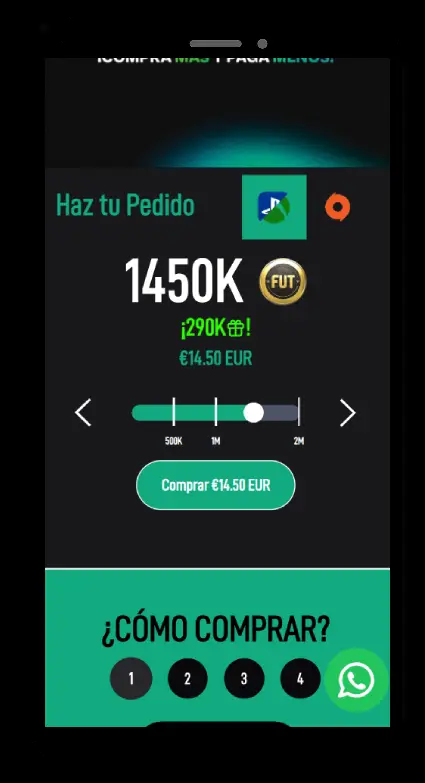 ¡COMPRA MÁS Y PAGA MENOS!
Haz tu Pedido
1450K
FUT
¡290K!
€14.50 EUR
500K 1M 2M
Comprar €14.50 EUR
¿CÓMO COMPRAR?
1 2 3 4